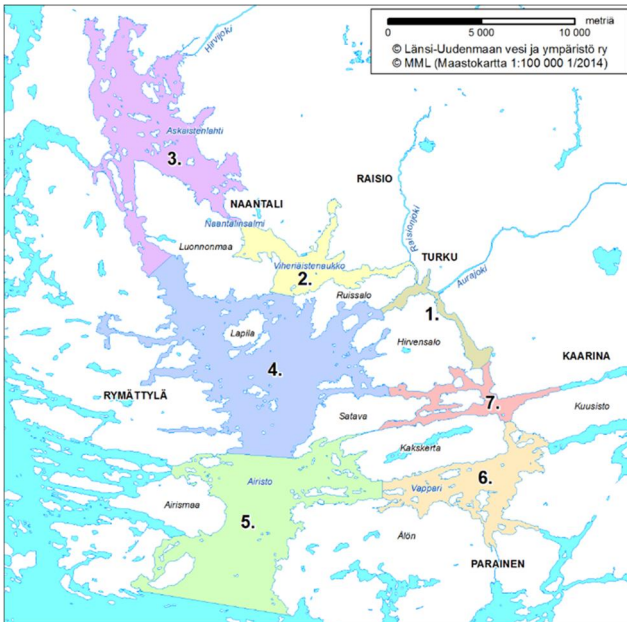 metriä
0 5 000 10 000
© Länsi-Uudenmaan vesi ja ympäristö ry
© MML (Maastokartta 1:100 000 1/2014)
Hirvijoki
Askaistenlahti
3.
RAISIO
NAANTALI
Raisionjoki
Naantalinsalmi
Luonnonmaa
TURKU
Viheriäistenaukko
2.
Aurajoki
Ruissalo
1.
Lapila
Hirvensalo
4.
KAARINA
RYMÄTTYLÄ
7.
Kuusisto
Satava
Kakskerta
6.
Airisto
Vappari
Airismaa
5.
Ålön
PARAINEN